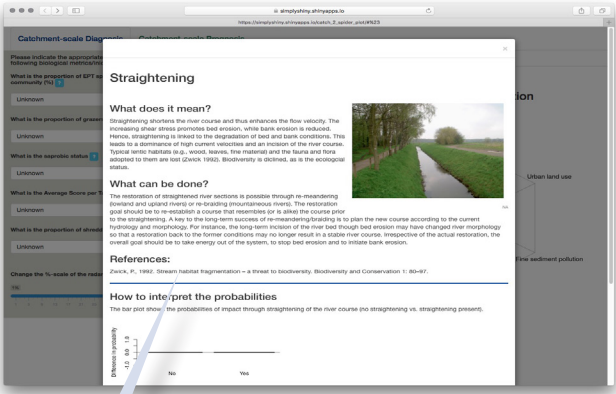 simplyshiny.shinyapps.io
https://simplyshiny.shinyapps.io/catch_2_spider_plot/#%23
Catchment-scale Diagnosis
Catchment-scale Prognosis
×
Please indicate the appropriate
following biological metrics/ind
What is the proportion of EPT
community (%)
Unknown
What is the proportion of grazers
Unknown
What is the saprobic status
Unknown
What is the Average Score per T
Unknown
What is the proportion of shredd
Unknown
Change the %-scale of the radar
Straightening
What does it mean?
Straightening shortens the river course and thus enhances the flow velocity. The
increasing shear stress promotes bed erosion, while bank erosion is reduced.
Hence, straightening is linked to the degradation of bed and bank conditions. This
leads to a dominance of high current velocities and an incision of the river course.
Typical lentic habitats (e.g., wood, leaves, fine material) and the fauna and flora
adopted to them are lost (Zwick 1992). Biodiversity is declined, as is the ecological
status.
What can be done?
The restoration of straightened river sections is possible through re-meandering
(lowland and upland rivers) or re-braiding (mountainous rivers). The restoration
goal should be to re-establish a course that resembles (or is alike) the course prior
to the straightening. A key to the long-term success of re-meandering/braiding is to plan the new course according to the current
hydrology and morphology. For instance, the long-term incision of the river bed though bed erosion may have changed river morphology
so that a restoration back to the former conditions may no longer result in a stable river course. Irrespective of the actual restoration, the
overall goal should be to take energy out of the system, to stop bed erosion and to initiate bank erosion.
NA
References:
Zwick, P., 1992. Stream habitat fragmentation – a threat to biodiversity. Biodiversity and Conservation 1: 80–97.
How to interpret the probabilities
The bar plot shows the probabilities of impact through straightening of the river course (no straightening vs. straightening present).
Difference in probability
1.0
0.0
-1.0
No
Yes
ion
Urban land use
Fine sediment pollution